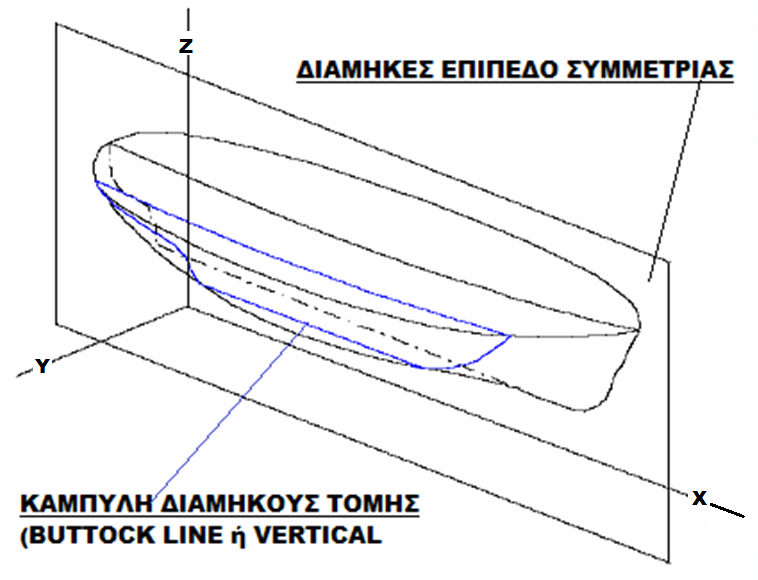 Z
ΔΙΑΜΗΚΕΣ ΕΠΙΠΕΔΟ ΣΥΜΜΕΤΡΙΑΣ
Y
X
ΚΑΜΠΥΛΗ ΔΙΑΜΗΚΟΥΣ ΤΟΜΗΣ
(BUTTOCK LINE ή VERTICAL